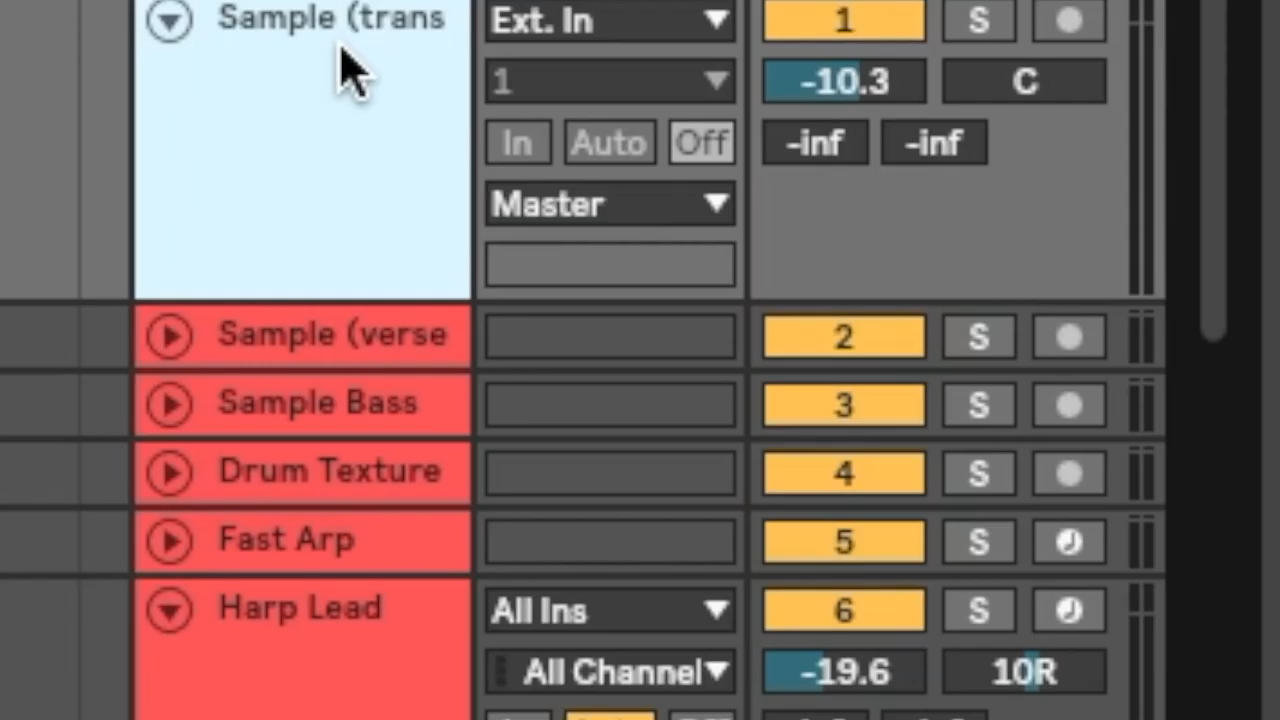 Sample (trans Ext. In 1 S
1 -10.3 C
In Auto Off -inf -inf
Master
Sample (verse 2 S
Sample Bass 3 S
Drum Texture 4 S
Fast Arp 5 S
Harp Lead All Ins 6 S
All Channel -19.6 10R